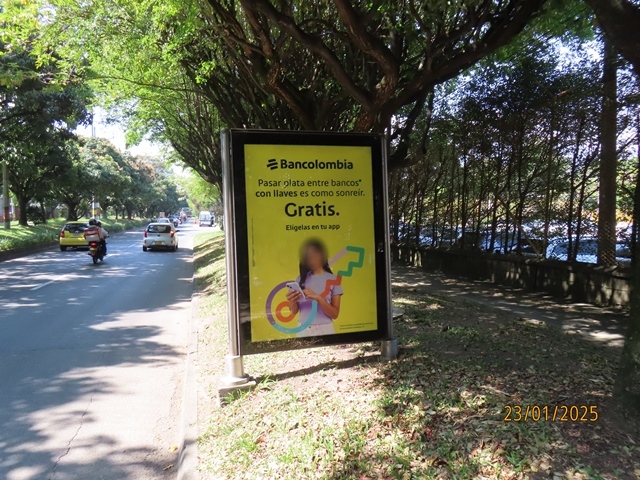 Bancolombia
Pasar plata entre bancos*
con llaves es como sonreír.
Gratis.
Elígelas en tu app
23/01/2025